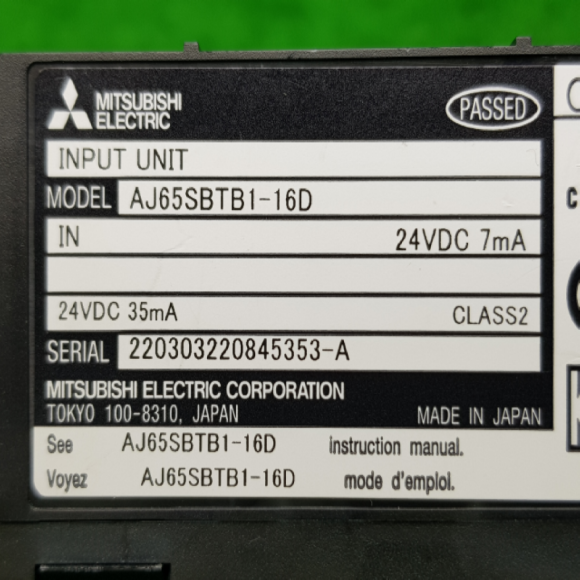 MITSUBISHI
ELECTRIC
PASSED
INPUT UNIT
MODEL AJ65SBTB1-16D
IN 24VDC 7mA
24VDC 35mA CLASS2
SERIAL 220303220845353-A
MITSUBISHI ELECTRIC CORPORATION
TOKYO 100-8310, JAPAN MADE IN JAPAN
See AJ65SBTB1-16D instruction manual.
Voyez AJ65SBTB1-16D mode d'emploi.